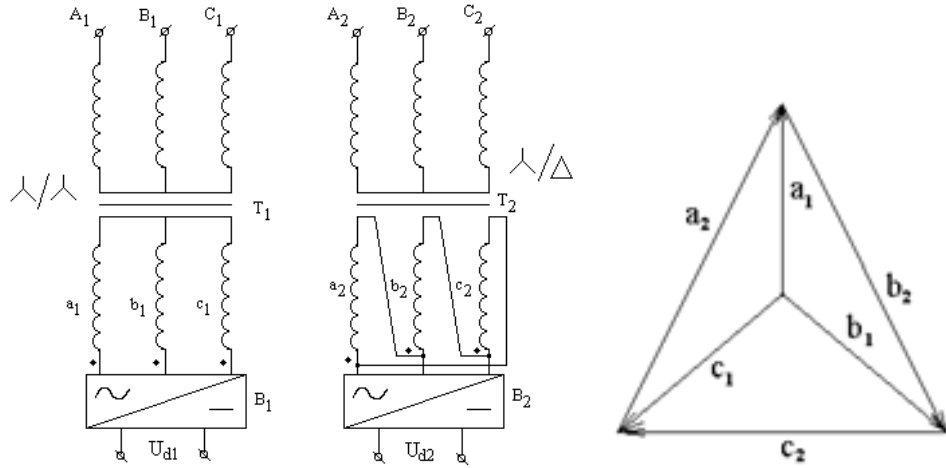 A1 B1 C1
A2 B2 C2
T1
T2
a1 b1 c1
a2 b2 c2
B1
B2
Ud1
Ud2
a1
a2
b2
b1
c1
c2